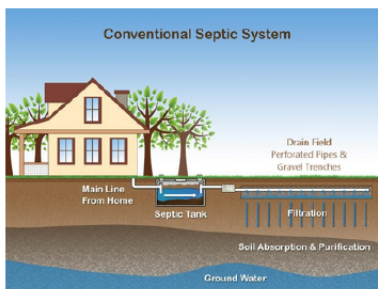 Conventional Septic System
Drain Field
Perforated Pipes &
Gravel Trenches
Main Line
From Home
Septic Tank
Filtration
Soil Absorption & Purification
Ground Water